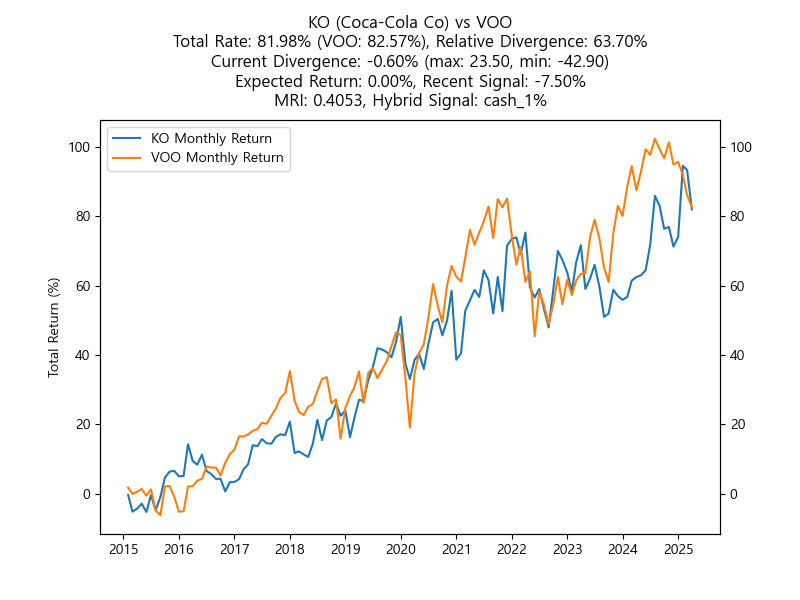 KO (Coca-Cola Co) vs VOO
Total Rate: 81.98% (VOO: 82.57%), Relative Divergence: 63.70%
Current Divergence: -0.60% (max: 23.50, min: -42.90)
Expected Return: 0.00%, Recent Signal: -7.50%
MRI: 0.4053, Hybrid Signal: cash_1%
KO Monthly Return
VOO Monthly Return
Total Return (%)
100
80
60
40
20
0
100
80
60
40
20
0
2015 2016 2017 2018 2019 2020 2021 2022 2023 2024 2025